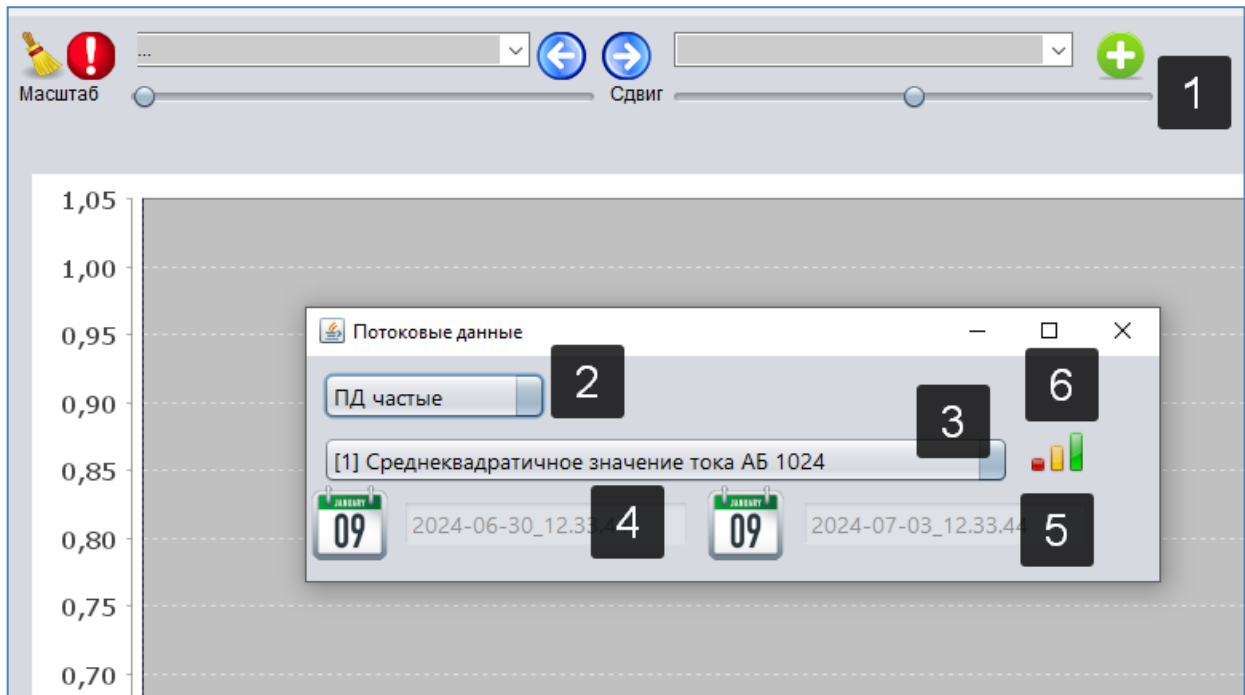 ...
Масштаб
Сдвиг
1
1,05
1,00
0,95
0,90
0,85
0,80
0,75
0,70
Потоковые данные
2
6
ПД частые
3
[1] Среднеквадратичное значение тока АБ 1024
JANUARY
09
2024-06-30_12.33.4
4
JANUARY
09
2024-07-03_12.33.44
5